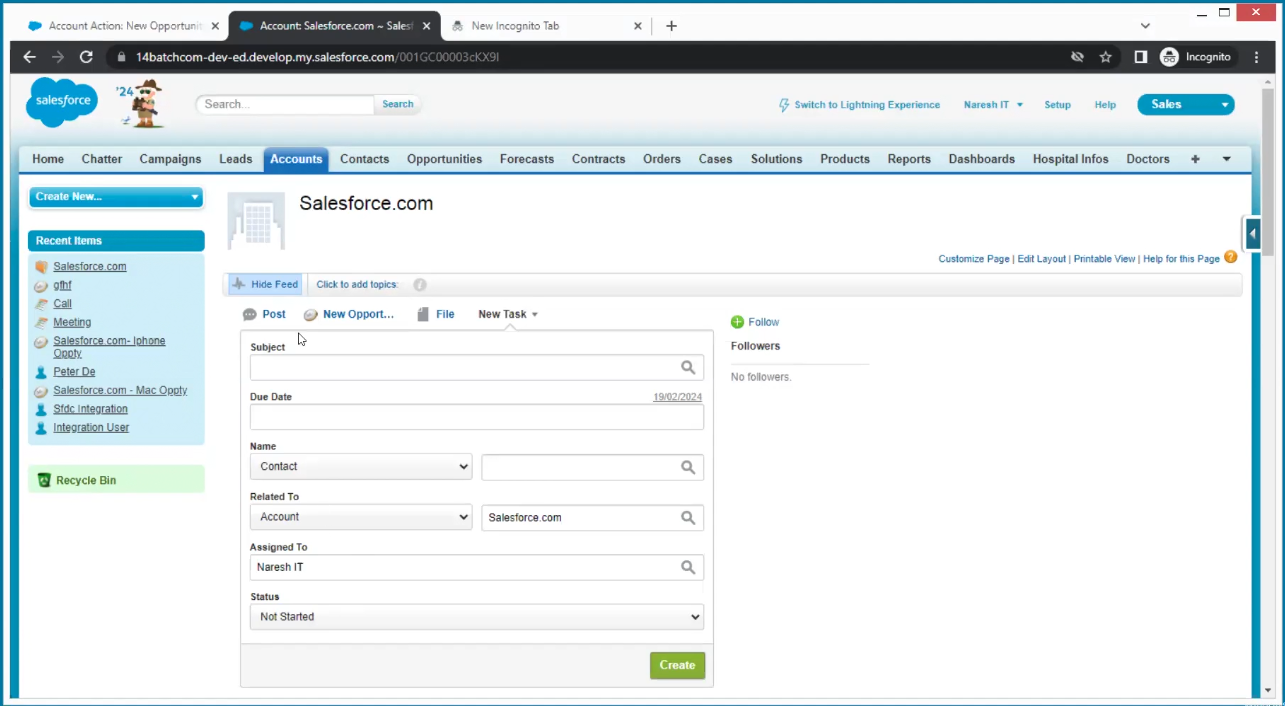 Account Action: New Opportunit
Account: Salesforce.com ~ Sales
New Incognito Tab
14batchcom-dev-ed.develop.my.salesforce.com/001GC00003cKX9I
Incognito
salesforce
'24
Search...
Search
Switch to Lightning Experience
Naresh IT
Setup
Help
Sales
Home
Chatter
Campaigns
Leads
Accounts
Contacts
Opportunities
Forecasts
Contracts
Orders
Cases
Solutions
Products
Reports
Dashboards
Hospital Infos
Doctors
+
Create New...
Recent Items
Salesforce.com
gfhf
Call
Meeting
Salesforce.com- Iphone
Oppty
Peter De
Salesforce.com - Mac Oppty
Sfdc Integration
Integration User
Recycle Bin
Salesforce.com
Customize Page | Edit Layout | Printable View | Help for this Page
Hide Feed
Click to add topics:
Post
New Opport...
File
New Task
Subject
Due Date
19/02/2024
Name
Contact
Related To
Account
Salesforce.com
Assigned To
Naresh IT
Status
Not Started
Create
Follow
Followers
No followers.